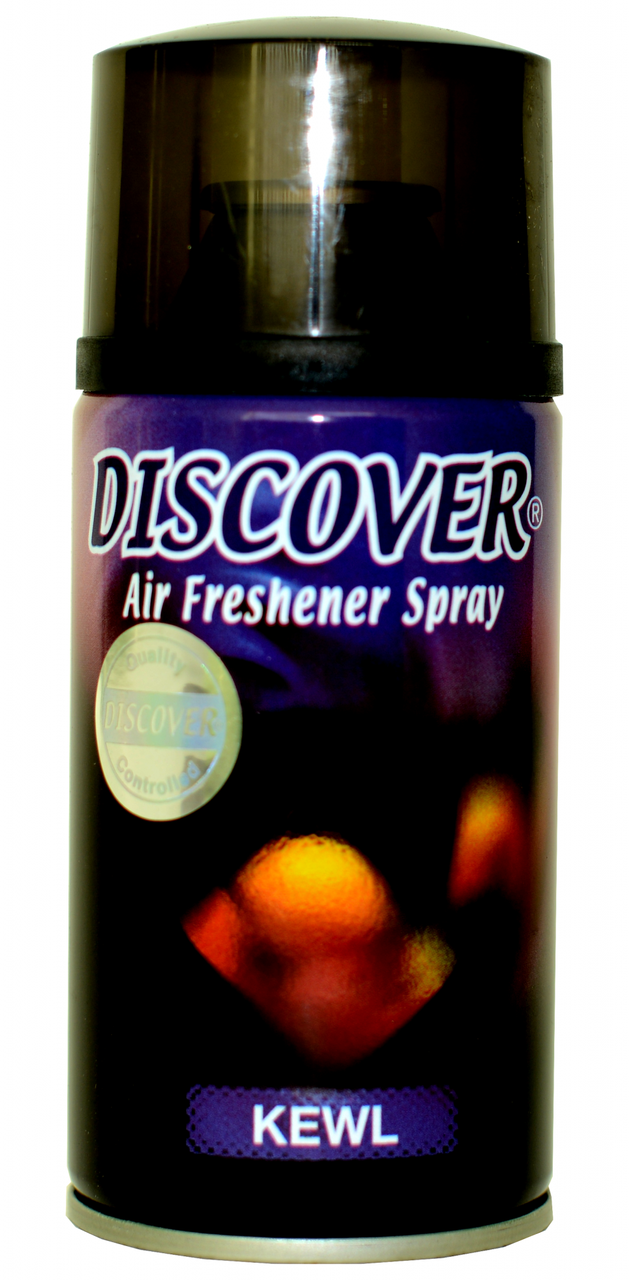 DISCOVER®
Air Freshener Spray
Quality
DISCOVER
Controlled
KEWL